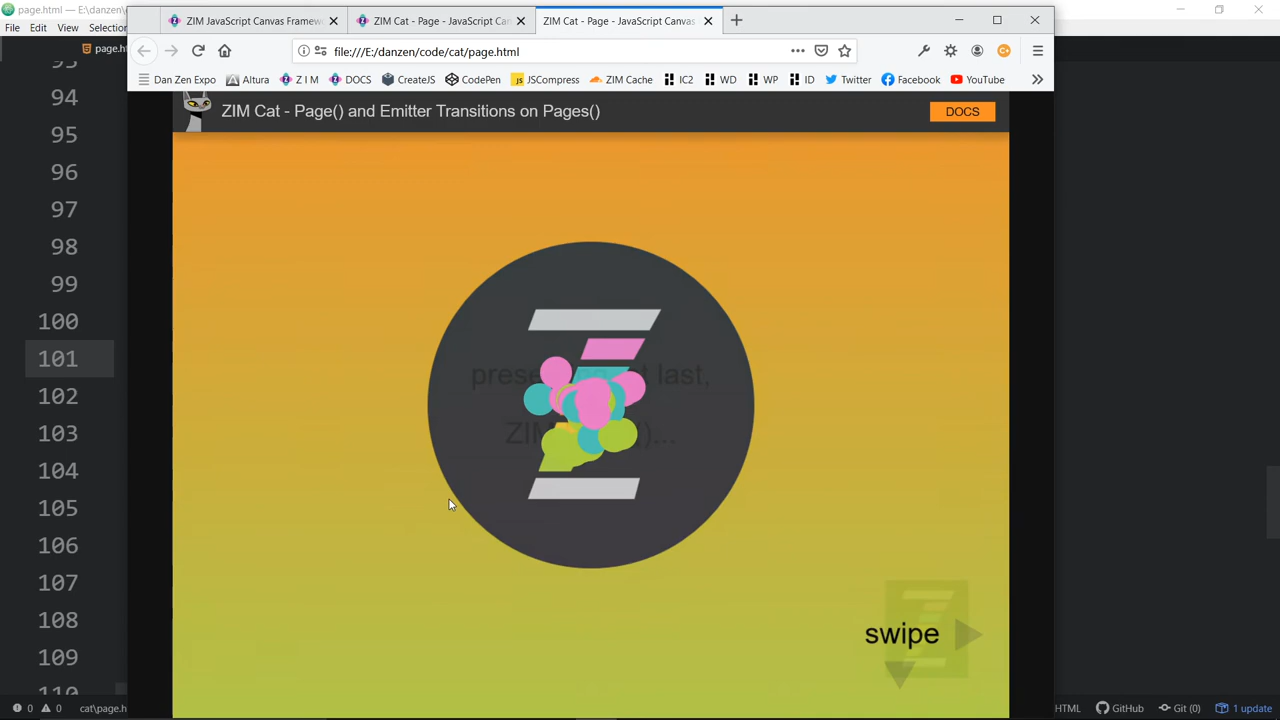 page.html — E:\danzen\
File Edit View Selection
page.h
ZIM JavaScript Canvas Framew
ZIM Cat - Page - JavaScript Can
ZIM Cat - Page - JavaScript Canvas
file:///E:/danzen/code/cat/page.html
Dan Zen Expo Altura Z I M DOCS CreateJS CodePen JSCompress ZIM Cache IC2 WD WP ID Twitter Facebook YouTube
ZIM Cat - Page() and Emitter Transitions on Pages()
DOCS
93
94
95
96
97
98
99
100
101
102
103
104
105
106
107
108
109
110
swipe
0 0 cat\page.h
HTML GitHub Git (0) 1 update